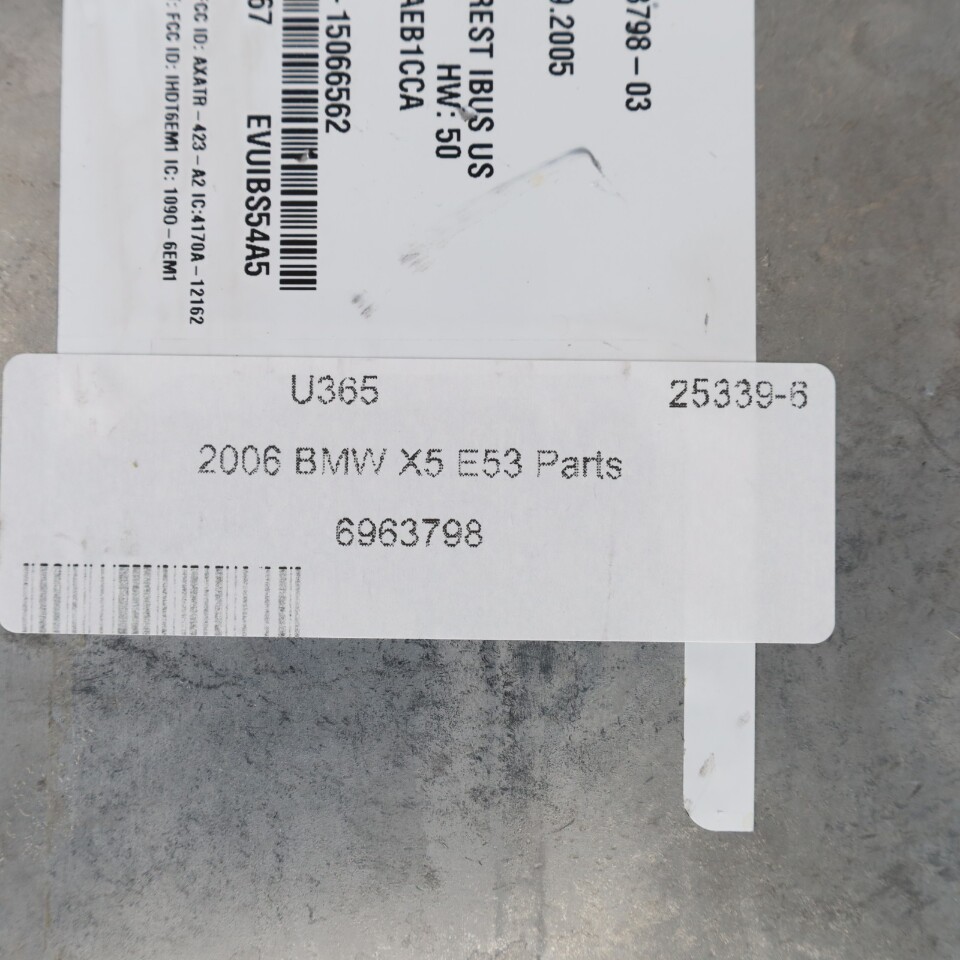 3798-03
9.2005
REST IBUS US
HW: 50
AEB1CCA
-15066562
67 EVUIBS54A5
FCC ID: AXATR-423-A2 IC:4170A-12162
: FCC ID: IHDT6EM1 IC: 1090-6EM1
U365 25339-6
2006 BMW X5 E53 Parts
6963798